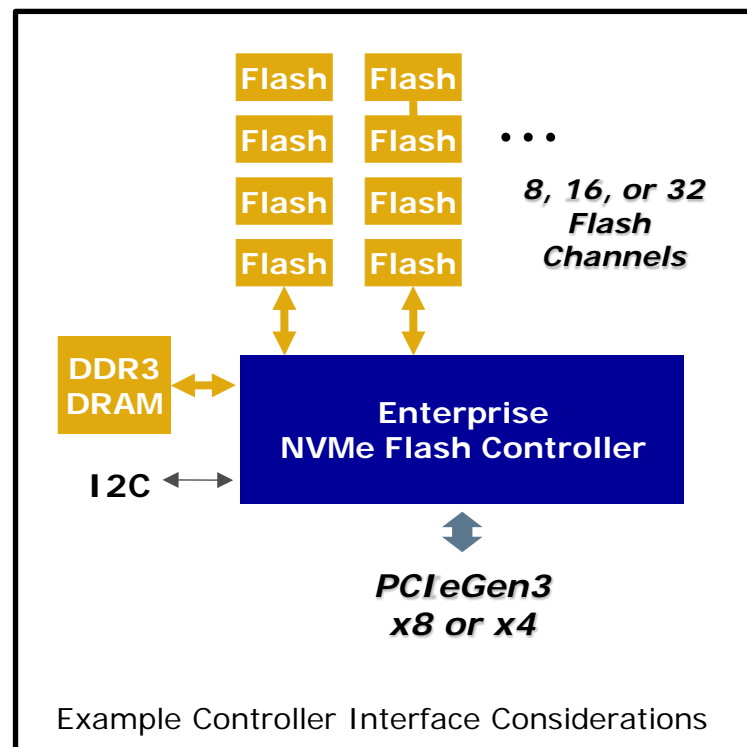 Flash Flash
Flash Flash
Flash Flash
Flash Flash
...
8, 16, or 32
Flash
Channels
DDR3
DRAM
Enterprise
NVMe Flash Controller
I2C
PCIeGen3
x8 or x4
Example Controller Interface Considerations